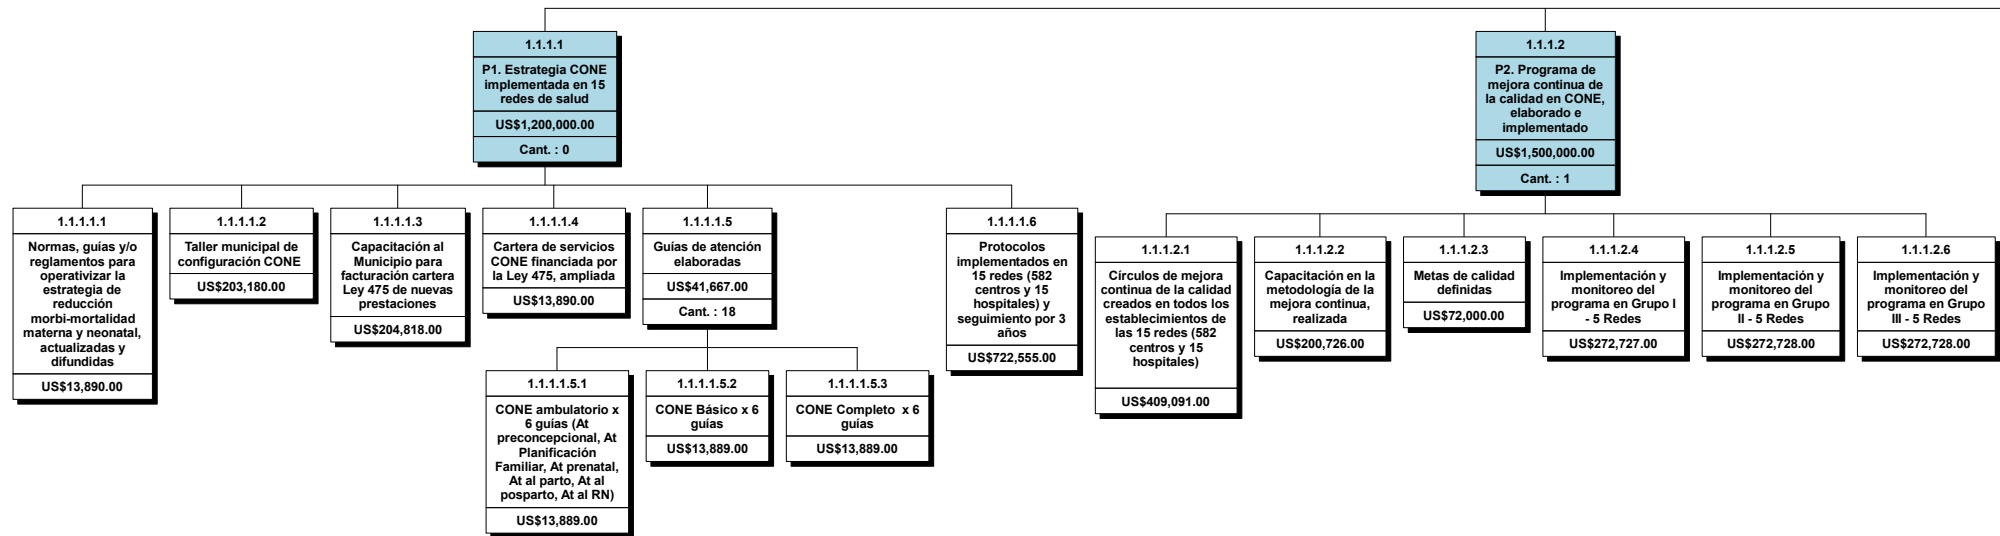 1.1.1.1
P1. Estrategia CONE
implementada en 15
redes de salud
US$1,200,000.00
Cant. : 0
1.1.1.2
P2. Programa de
mejora continua de
la calidad en CONE,
elaborado e
implementado
US$1,500,000.00
Cant. : 1
1.1.1.1.1
Normas, guías y/o
reglamentos para
operativizar la
estrategia de
reducción
morbi-mortalidad
materna y neonatal,
actualizadas y
difundidas
US$13,890.00
1.1.1.1.2
Taller municipal de
configuración CONE
US$203,180.00
1.1.1.1.3
Capacitación al
Municipio para
facturación cartera
Ley 475 de nuevas
prestaciones
US$204,818.00
1.1.1.1.4
Cartera de servicios
CONE financiada por
la Ley 475, ampliada
US$13,890.00
1.1.1.1.5
Guías de atención
elaboradas
US$41,667.00
Cant. : 18
1.1.1.1.5.1
CONE ambulatorio x
6 guías (At
preconcepcional, At
Planificación
Familiar, At prenatal,
At al parto, At al
posparto, At al RN)
US$13,889.00
1.1.1.1.5.2
CONE Básico x 6
guías
US$13,889.00
1.1.1.1.5.3
CONE Completo  x 6
guías
US$13,889.00
1.1.1.1.6
Protocolos
implementados en
15 redes (582
centros y 15
hospitales) y
seguimiento por 3
años
US$722,555.00
1.1.1.2.1
Círculos de mejora
continua de la calidad
creados en todos los
establecimientos de
las 15 redes (582
centros y 15
hospitales)
US$409,091.00
1.1.1.2.2
Capacitación en la
metodología de la
mejora continua,
realizada
US$200,726.00
1.1.1.2.3
Metas de calidad
definidas
US$72,000.00
1.1.1.2.4
Implementación y
monitoreo del
programa en Grupo I
- 5 Redes
US$272,727.00
1.1.1.2.5
Implementación y
monitoreo del
programa en Grupo
II - 5 Redes
US$272,728.00
1.1.1.2.6
Implementación y
monitoreo del
programa en Grupo
III - 5 Redes
US$272,728.00